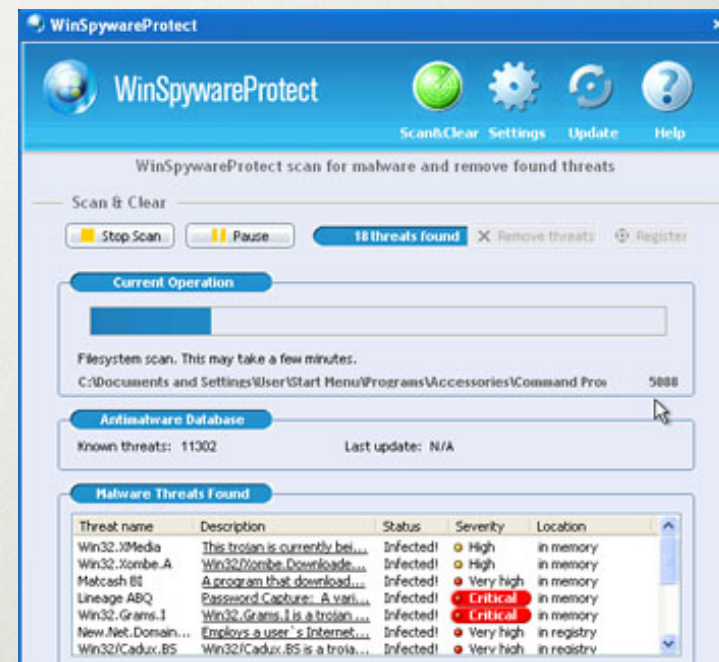 WinSpywareProtect
WinSpywareProtect
Scan&Clear Settings Update Help
WinSpywareProtect scan for malware and remove found threats
Scan & Clear
Stop Scan Pause 18 threats found Remove threats Register
Current Operation
Filesystem scan. This may take a few minutes.
C:\Documents and Settings\User\Start Menu\Programs\Accessories\Command Pro 5088
Antimalware Database
Known threats: 11302 Last update: N/A
Malware Threats Found
Threat name Description Status Severity Location
Win32.XMedia This trojan is currently bei... Infected! High in memory
Win32.Xombe.A Win32/Xombe.Downloade... Infected! High in memory
Matcash BI A program that download... Infected! Very high in memory
Lineage ABQ Password Capture: A vari... Infected! Critical in memory
Win32.Grams.I Win32.Grams.I is a trojan ... Infected! Critical in memory
New.Net.Domain... Employs a user`s Internet... Infected! Very high in registry
Win32/Cadux.BS Win32/Cadux.BS is a troja... Infected! Very high in registry